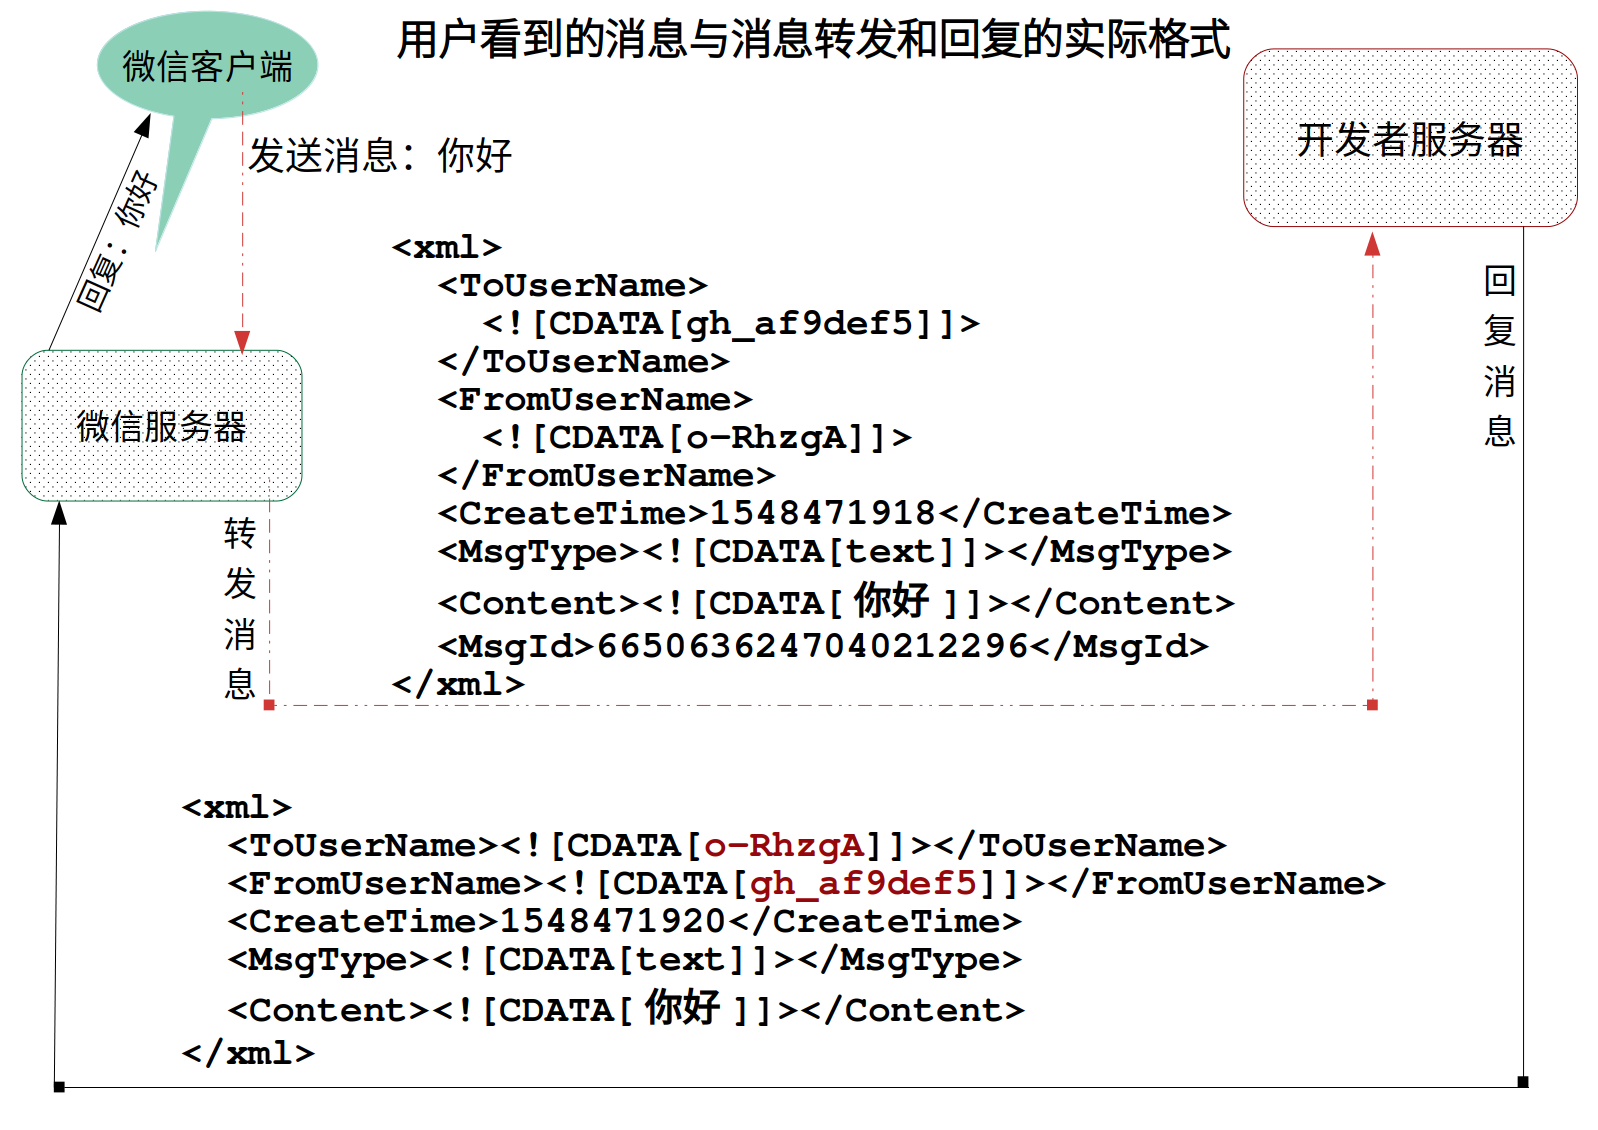 用户看到的消息与消息转发和回复的实际格式
微信客户端
开发者服务器
发送消息：你好
回复：你好
微信服务器
转发消息
回复消息
<xml>
<ToUserName>
<![CDATA[gh_af9def5]]>
</ToUserName>
<FromUserName>
<![CDATA[o-RhzgA]]>
</FromUserName>
<CreateTime>1548471918</CreateTime>
<MsgType><![CDATA[text]]></MsgType>
<Content><![CDATA[ 你好 ]]></Content>
<MsgId>6650636247040212296</MsgId>
</xml>
<xml>
<ToUserName><![CDATA[o-RhzgA]]></ToUserName>
<FromUserName><![CDATA[gh_af9def5]]></FromUserName>
<CreateTime>1548471920</CreateTime>
<MsgType><![CDATA[text]]></MsgType>
<Content><![CDATA[ 你好 ]]></Content>
</xml>